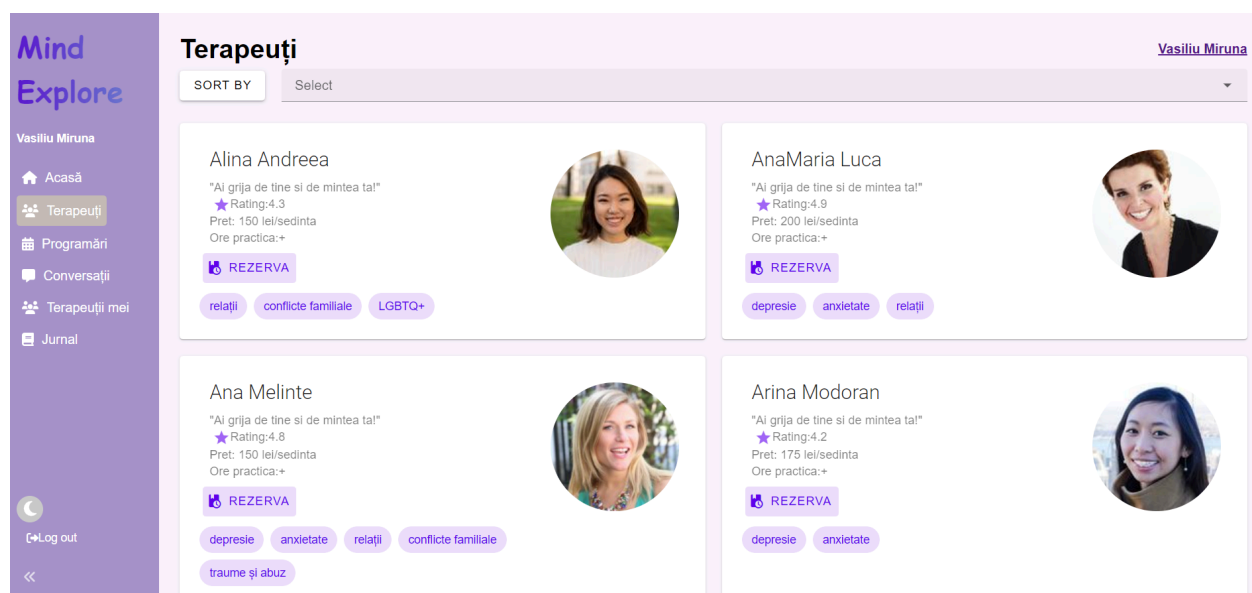 Mind
Explore
Vasiliu Miruna
Acasă
Terapeuți
Programări
Conversații
Terapeuții mei
Jurnal
Log out
Terapeuți
Vasiliu Miruna
SORT BY
Select
Alina Andreea
"Ai grija de tine si de mintea ta!"
Rating:4.3
Pret: 150 lei/sedinta
Ore practica:+
REZERVA
relații conflicte familiale LGBTQ+
AnaMaria Luca
"Ai grija de tine si de mintea ta!"
Rating:4.9
Pret: 200 lei/sedinta
Ore practica:+
REZERVA
depresie anxietate relații
Ana Melinte
"Ai grija de tine si de mintea ta!"
Rating:4.8
Pret: 150 lei/sedinta
Ore practica:+
REZERVA
depresie anxietate relații conflicte familiale
traume și abuz
Arina Modoran
"Ai grija de tine si de mintea ta!"
Rating:4.2
Pret: 175 lei/sedinta
Ore practica:+
REZERVA
depresie anxietate